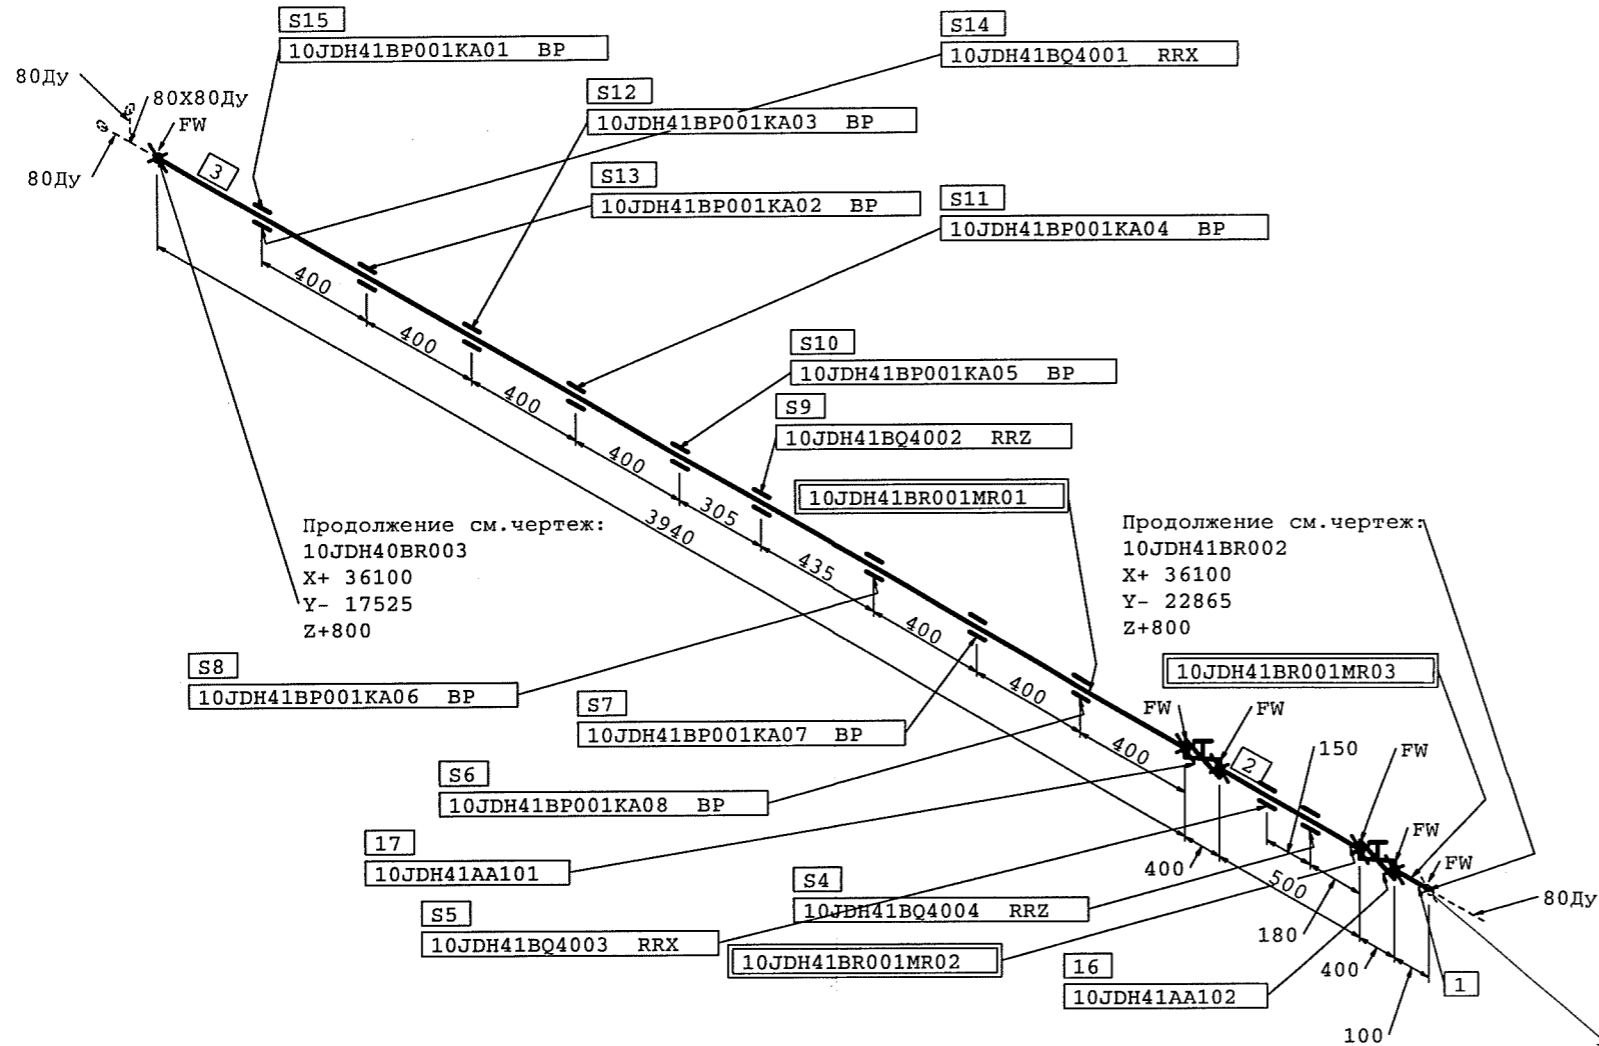 S15
10JDH41BP001KA01 BP
S14
10JDH41BQ4001 RRX
80Ду
80X80Ду
FW
80Ду
3
S12
10JDH41BP001KA03 BP
S13
10JDH41BP001KA02 BP
S11
10JDH41BP001KA04 BP
400
400
400
400
305
3940
435
400
400
400
S10
10JDH41BP001KA05 BP
S9
10JDH41BQ4002 RRZ
10JDH41BR001MR01
Продолжение см.чертеж:
10JDH40BR003
X+ 36100
Y- 17525
Z+800
Продолжение см.чертеж:
10JDH41BR002
X+ 36100
Y- 22865
Z+800
10JDH41BR001MR03
S8
10JDH41BP001KA06 BP
S7
10JDH41BP001KA07 BP
FW
FW
2
150
FW
S6
10JDH41BP001KA08 BP
17
10JDH41AA101
FW
FW
400
500
80Ду
S4
10JDH41BQ4004 RRZ
S5
10JDH41BQ4003 RRX
180
10JDH41BR001MR02
16
10JDH41AA102
400
1
100